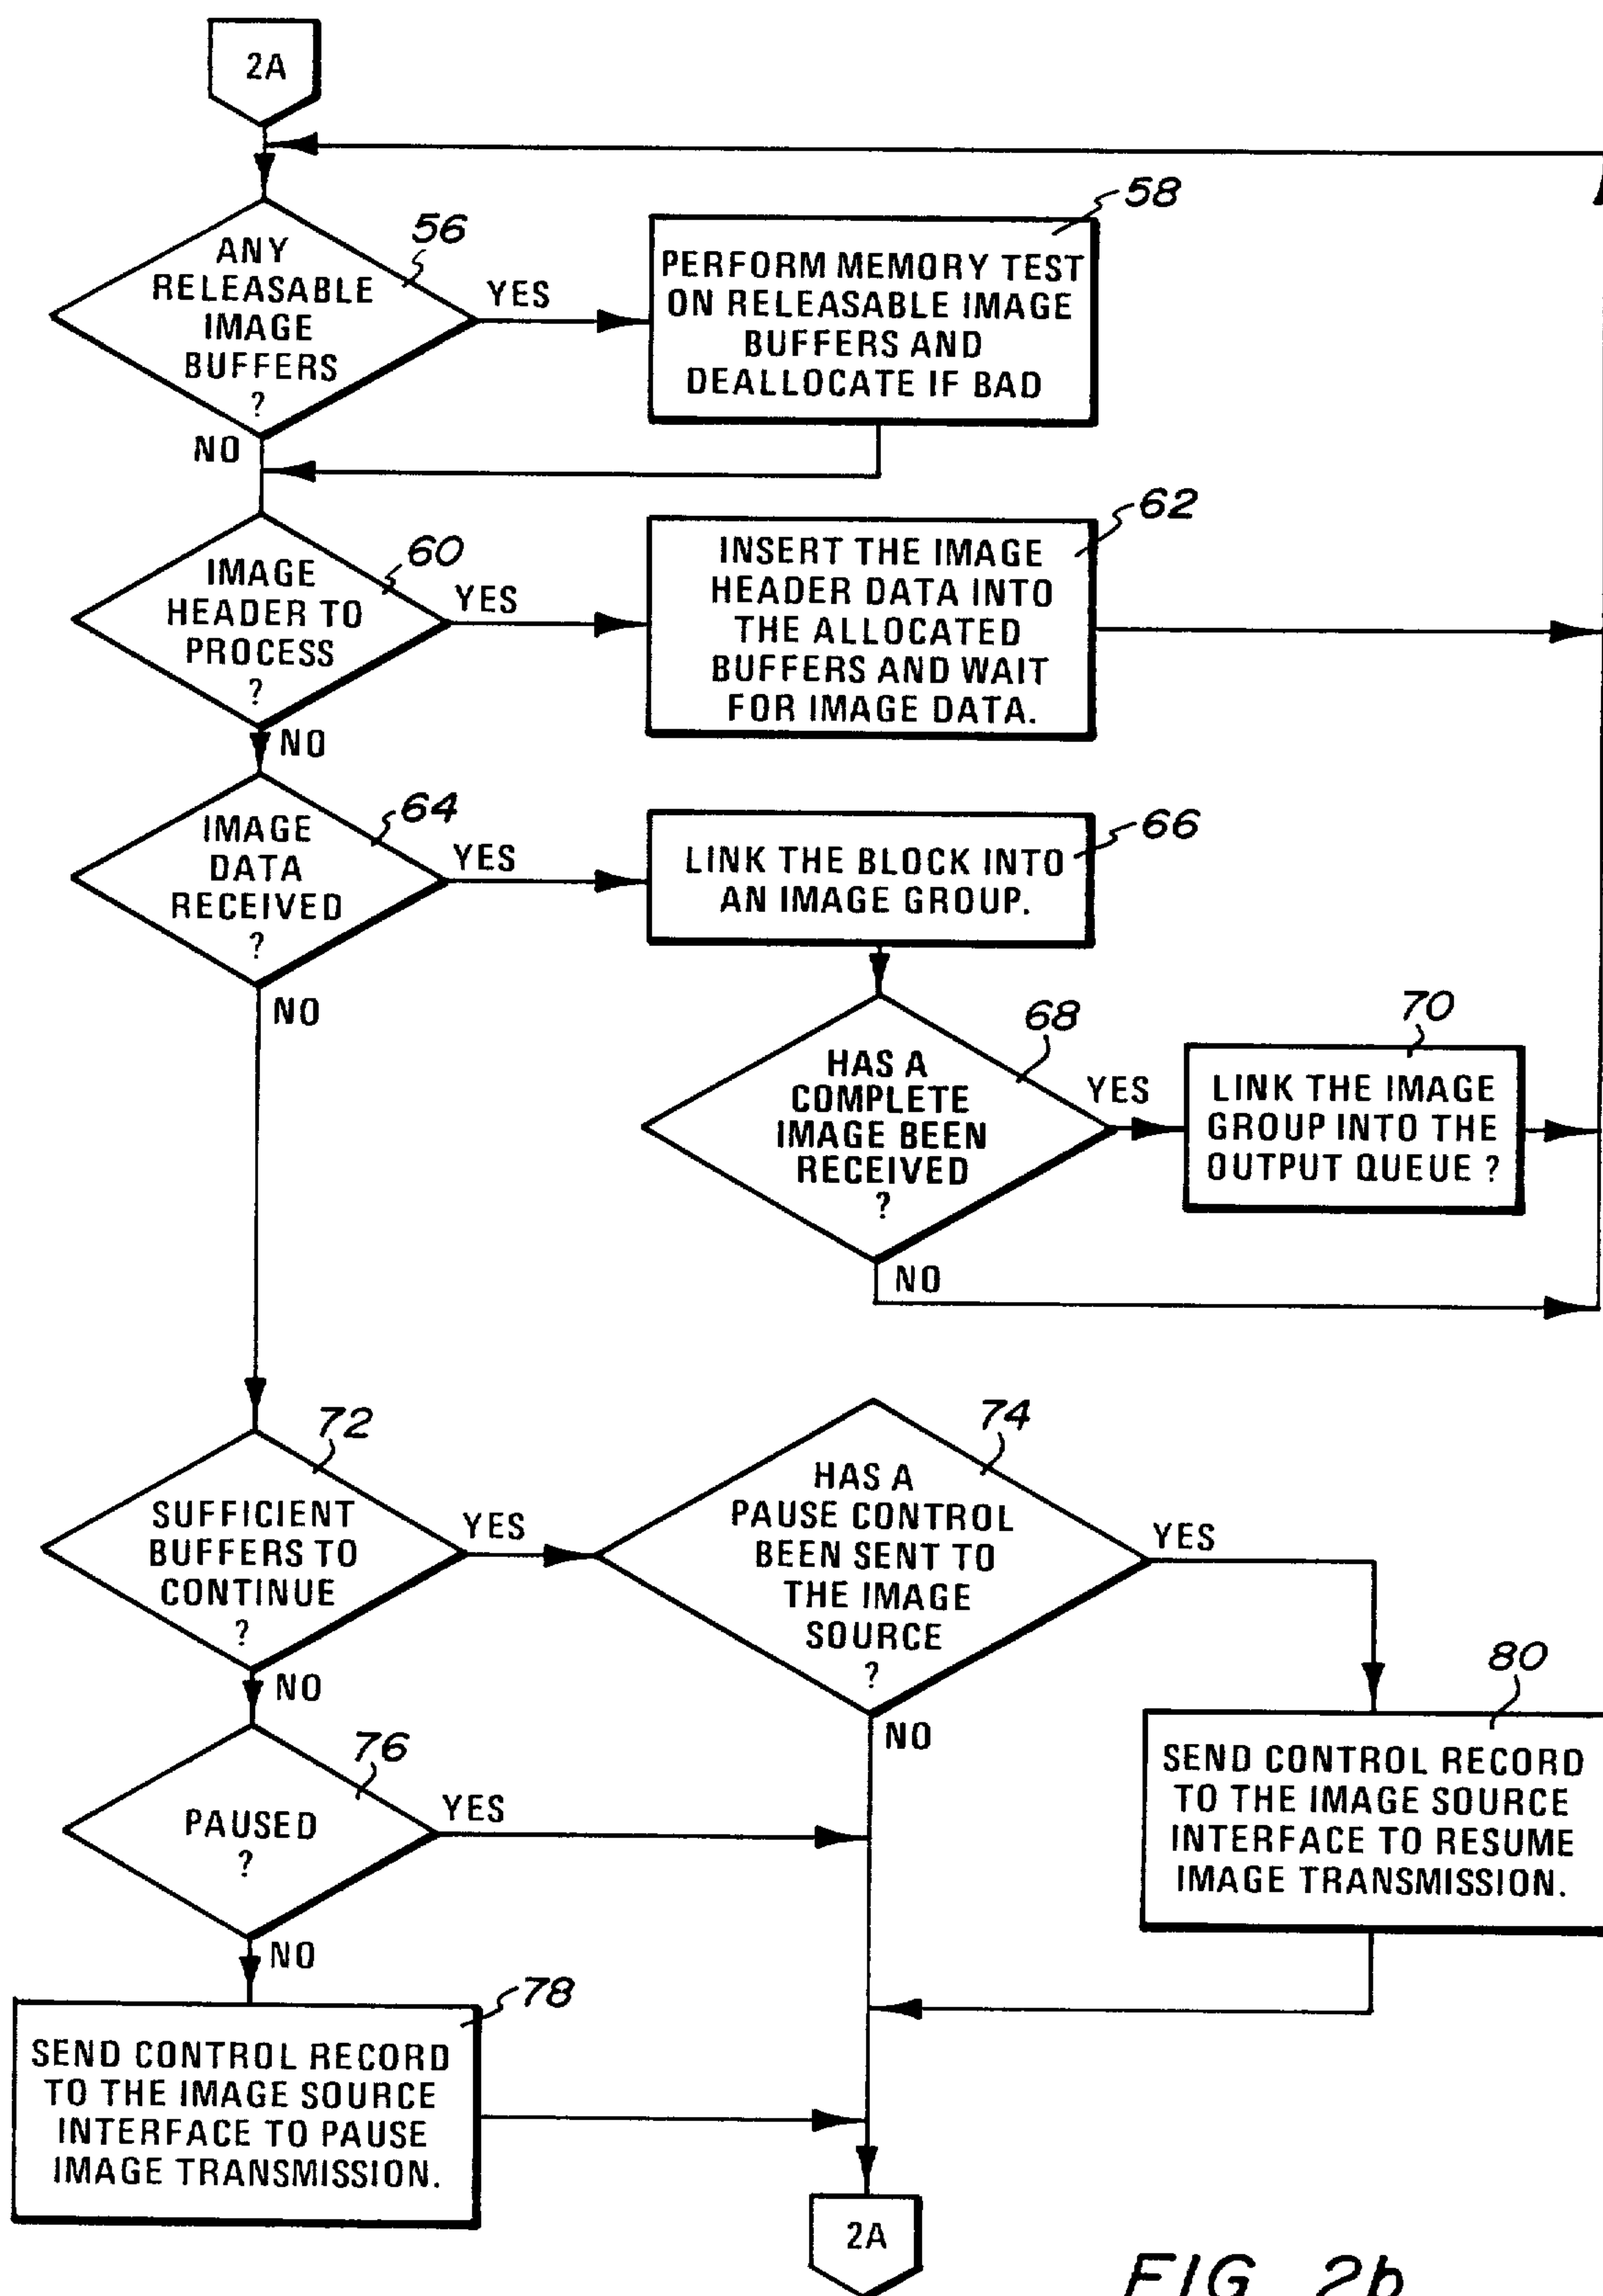 2A
56
ANY
RELEASABLE
IMAGE
BUFFERS
?
YES
NO
58
PERFORM MEMORY TEST
ON RELEASABLE IMAGE
BUFFERS AND
DEALLOCATE IF BAD
60
IMAGE
HEADER TO
PROCESS
?
YES
NO
62
INSERT THE IMAGE
HEADER DATA INTO
THE ALLOCATED
BUFFERS AND WAIT
FOR IMAGE DATA.
64
IMAGE
DATA
RECEIVED
?
YES
NO
66
LINK THE BLOCK INTO
AN IMAGE GROUP.
68
HAS A
COMPLETE
IMAGE BEEN
RECEIVED
?
YES
NO
70
LINK THE IMAGE
GROUP INTO THE
OUTPUT QUEUE ?
72
SUFFICIENT
BUFFERS TO
CONTINUE
?
YES
NO
74
HAS A
PAUSE CONTROL
BEEN SENT TO
THE IMAGE
SOURCE
?
YES
NO
76
PAUSED
?
YES
NO
80
SEND CONTROL RECORD
TO THE IMAGE SOURCE
INTERFACE TO RESUME
IMAGE TRANSMISSION.
78
SEND CONTROL RECORD
TO THE IMAGE SOURCE
INTERFACE TO PAUSE
IMAGE TRANSMISSION.
2A
FIG 2b